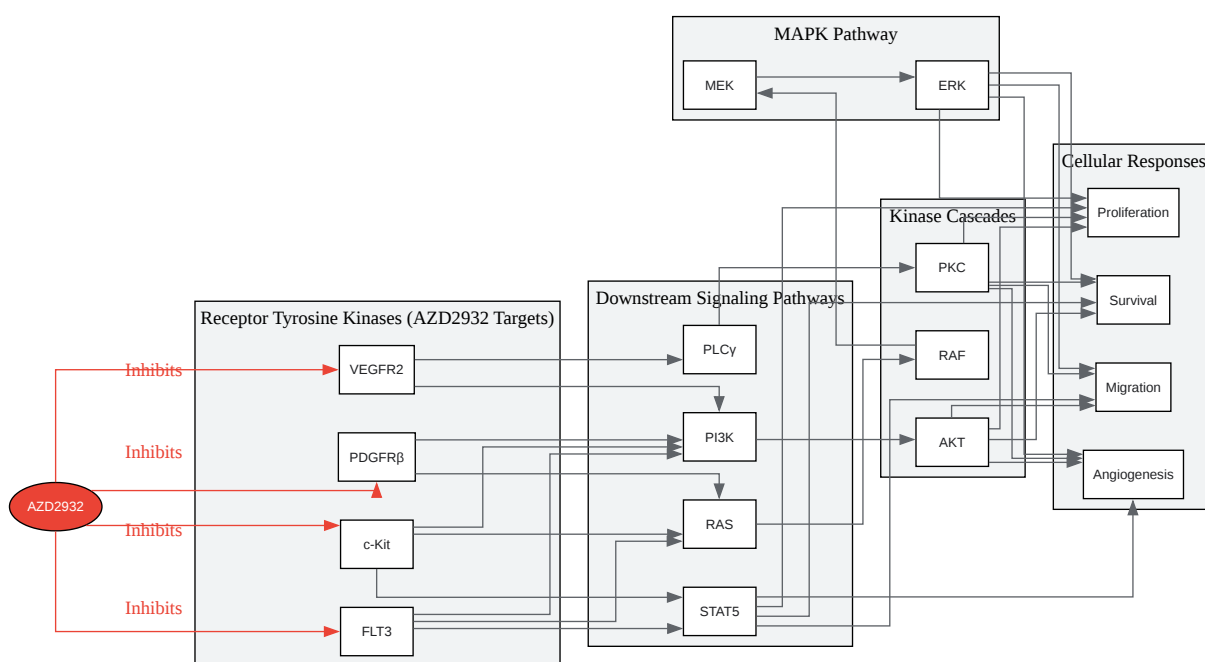 MAPK Pathway
MEK
ERK
Cellular Responses
Proliferation
Survival
Migration
Angiogenesis
Kinase Cascades
PKC
RAF
AKT
Downstream Signaling Pathways
PLCγ
PI3K
RAS
STAT5
Receptor Tyrosine Kinases (AZD2932 Targets)
VEGFR2
PDGFRβ
c-Kit
FLT3
Inhibits
Inhibits
Inhibits
Inhibits
AZD2932